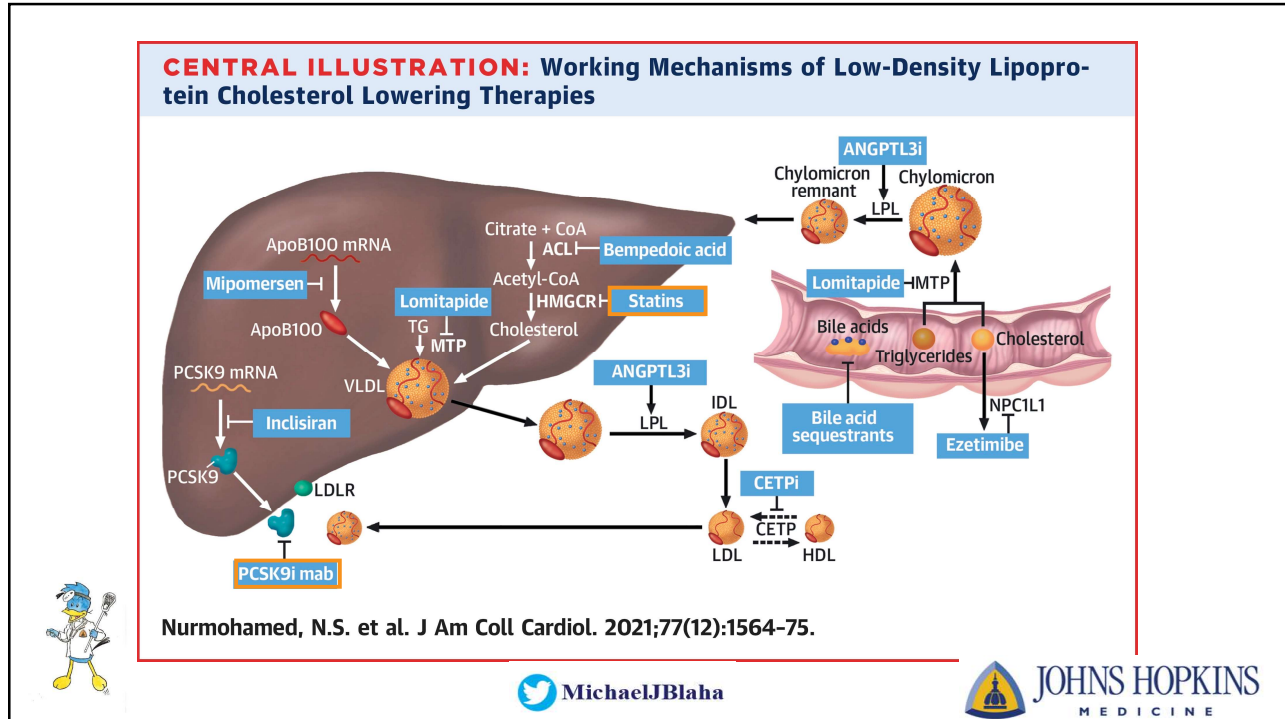 CENTRAL ILLUSTRATION: Working Mechanisms of Low-Density Lipopro-
tein Cholesterol Lowering Therapies
ANGPTL3i
Chylomicron
remnant
Chylomicron
LPL
Citrate + CoA
ACL
Bempedoic acid
ApoB100 mRNA
Acetyl-CoA
Mipomersen
Lomitapide
HMGCR
Statins
Lomitapide
MTP
ApoB100
TG
MTP
Cholesterol
Bile acids
Triglycerides
Cholesterol
PCSK9 mRNA
VLDL
ANGPTL3i
IDL
LPL
NPC1L1
Inclisiran
Bile acid
sequestrants
Ezetimibe
PCSK9
LDLR
CETPi
CETP
LDL
HDL
PCSK9i mab
Nurmohamed, N.S. et al. J Am Coll Cardiol. 2021;77(12):1564–75.
MichaelJBlaha
JOHNS HOPKINS
MEDICINE